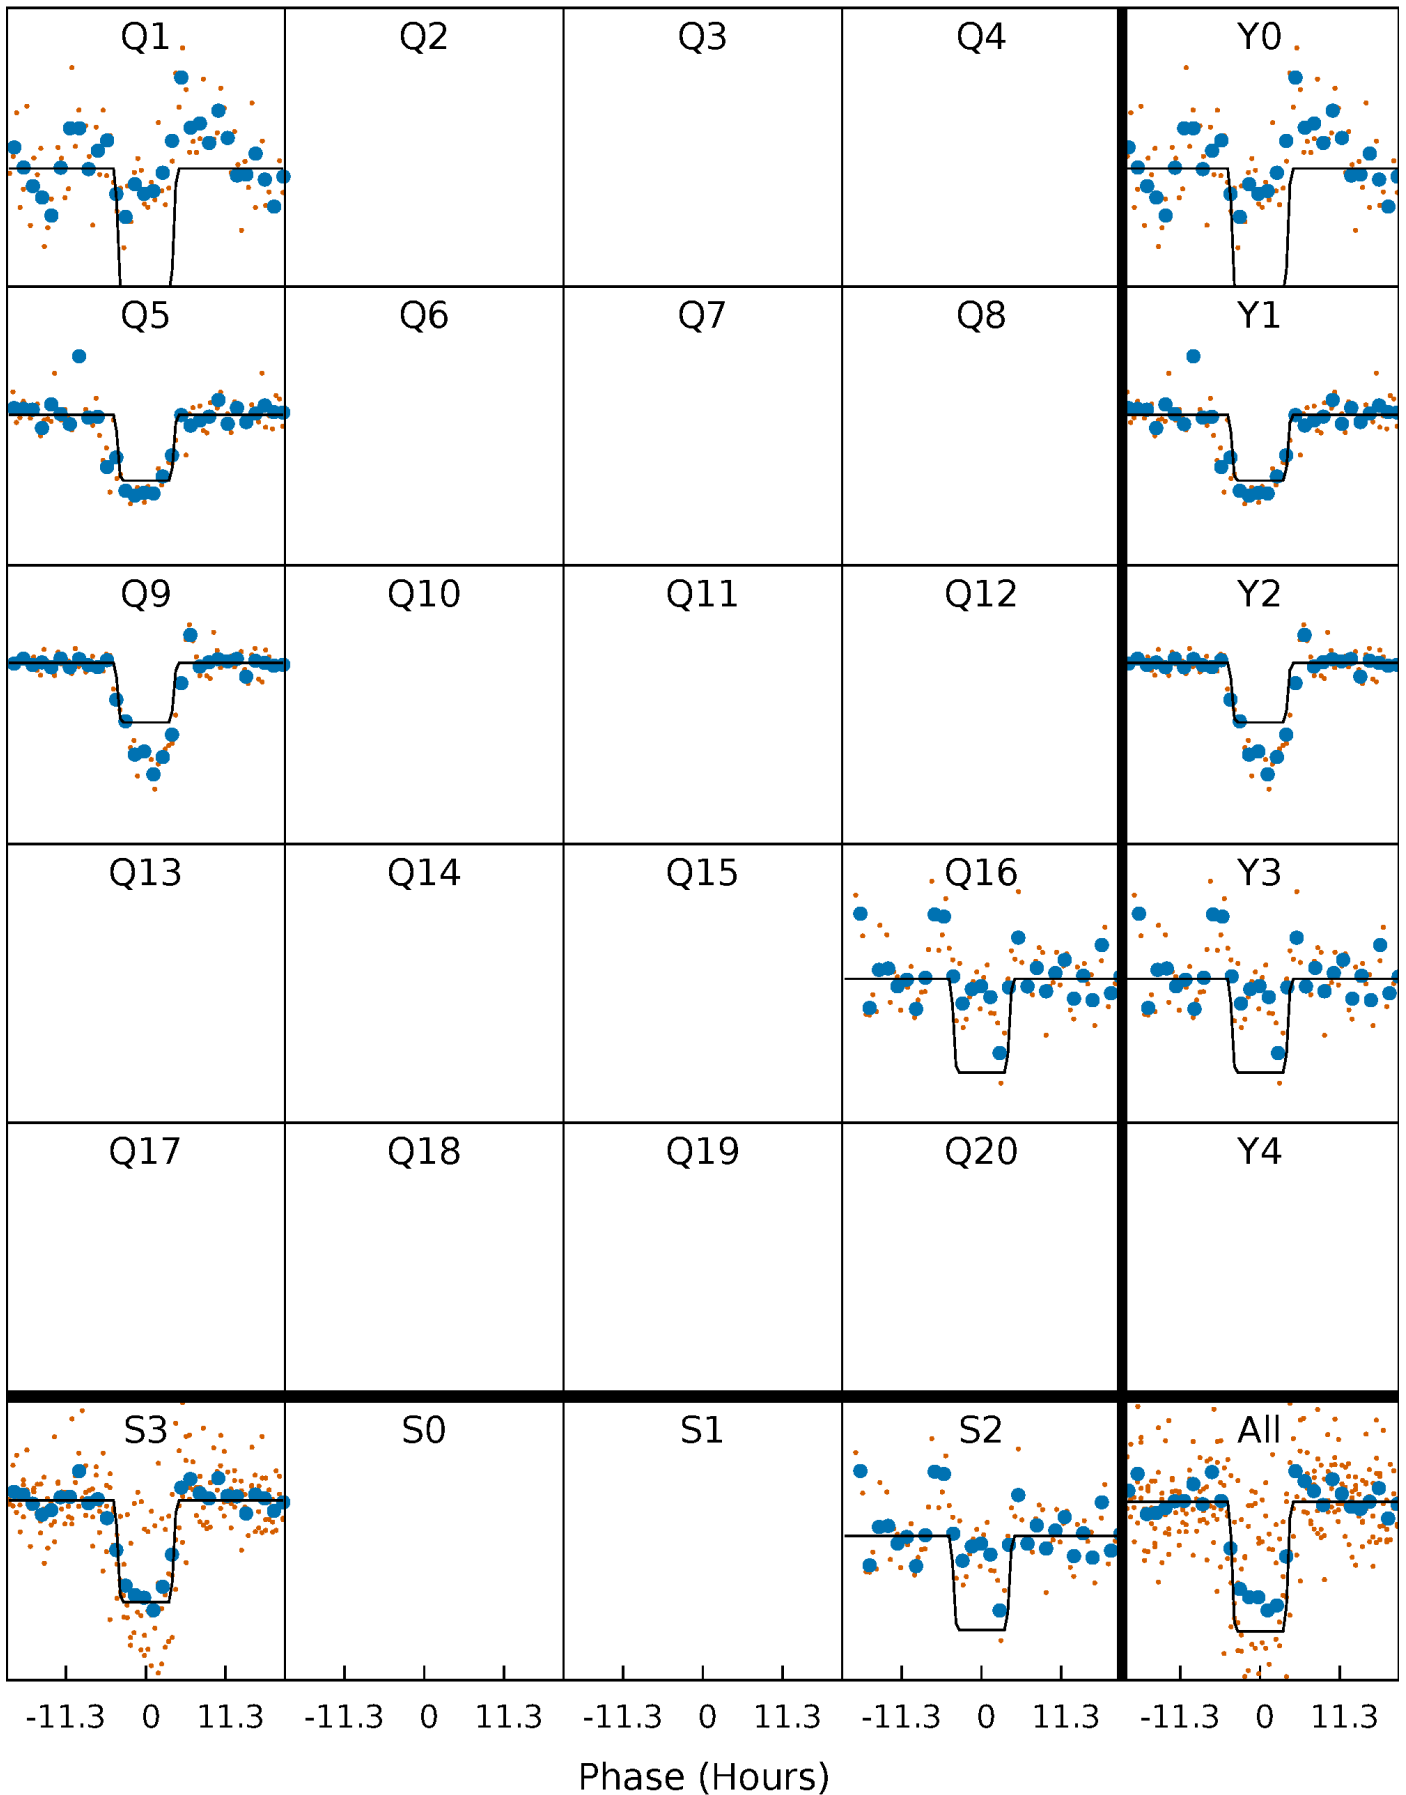 Q1 Q2 Q3 Q4 Y0
Q5 Q6 Q7 Q8 Y1
Q9 Q10 Q11 Q12 Y2
Q13 Q14 Q15 Q16 Y3
Q17 Q18 Q19 Q20 Y4
S3 S0 S1 S2 All
-11.3 0 11.3 -11.3 0 11.3 -11.3 0 11.3 -11.3 0 11.3 -11.3 0 11.3
Phase (Hours)